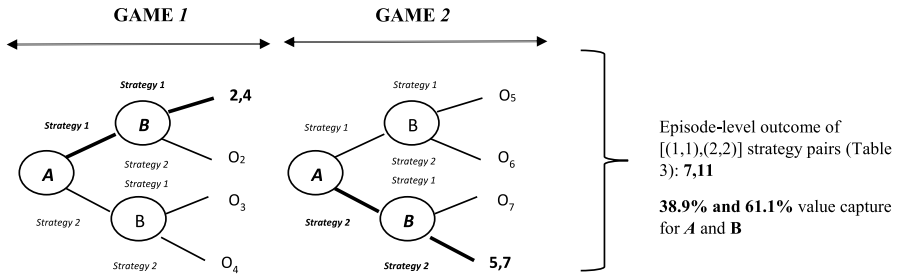 GAME 1
GAME 2
Strategy 1
B
2,4
Strategy 1
A
Strategy 2
O2
Strategy 1
Strategy 2
B
O3
Strategy 2
O4
Strategy 1
B
O5
Strategy 1
A
Strategy 2
O6
Strategy 1
Strategy 2
B
O7
Strategy 2
5,7
Episode-level outcome of
[(1,1),(2,2)] strategy pairs (Table
3): 7,11
38.9% and 61.1% value capture
for A and B